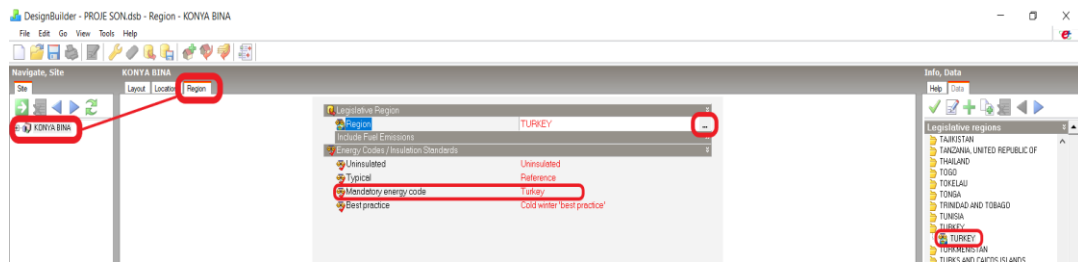 DesignBuilder - PROJE SON.dsb - Region - KONYA BINA
File Edit Go View Tools Help
Navigate, Site
Site
KONYA BINA
KONYA BINA
Layout Location Region
Legislative Region
Region TURKEY ...
Include Fuel Emissions
Energy Codes / Insulation Standards
Uninsulated Uninsulated
Typical Reference
Mandatory energy code Turkey
Best practice Cold winter 'best practice'
Info, Data
Help Data
Legislative regions
TAJIKISTAN
TANZANIA, UNITED REPUBLIC OF
THAILAND
TOGO
TOKELAU
TONGA
TRINIDAD AND TOBAGO
TUNISIA
TURKEY
TURKEY
TURKMENISTAN
TURKS AND CAICOS ISLANDS